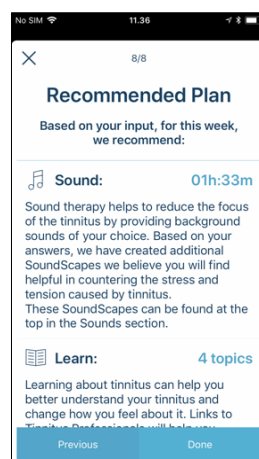 No SIM 11.36
8/8
Recommended Plan
Based on your input, for this week,
we recommend:
Sound: 01h:33m
Sound therapy helps to reduce the focus
of the tinnitus by providing background
sounds of your choice. Based on your
answers, we have created additional
SoundScapes we believe you will find
helpful in countering the stress and
tension caused by tinnitus.
These SoundScapes can be found at the
top in the Sounds section.
Learn: 4 topics
Learning about tinnitus can help you
better understand your tinnitus and
change how you feel about it. Links to
Tinnitus Professionals will help you
Previous Done